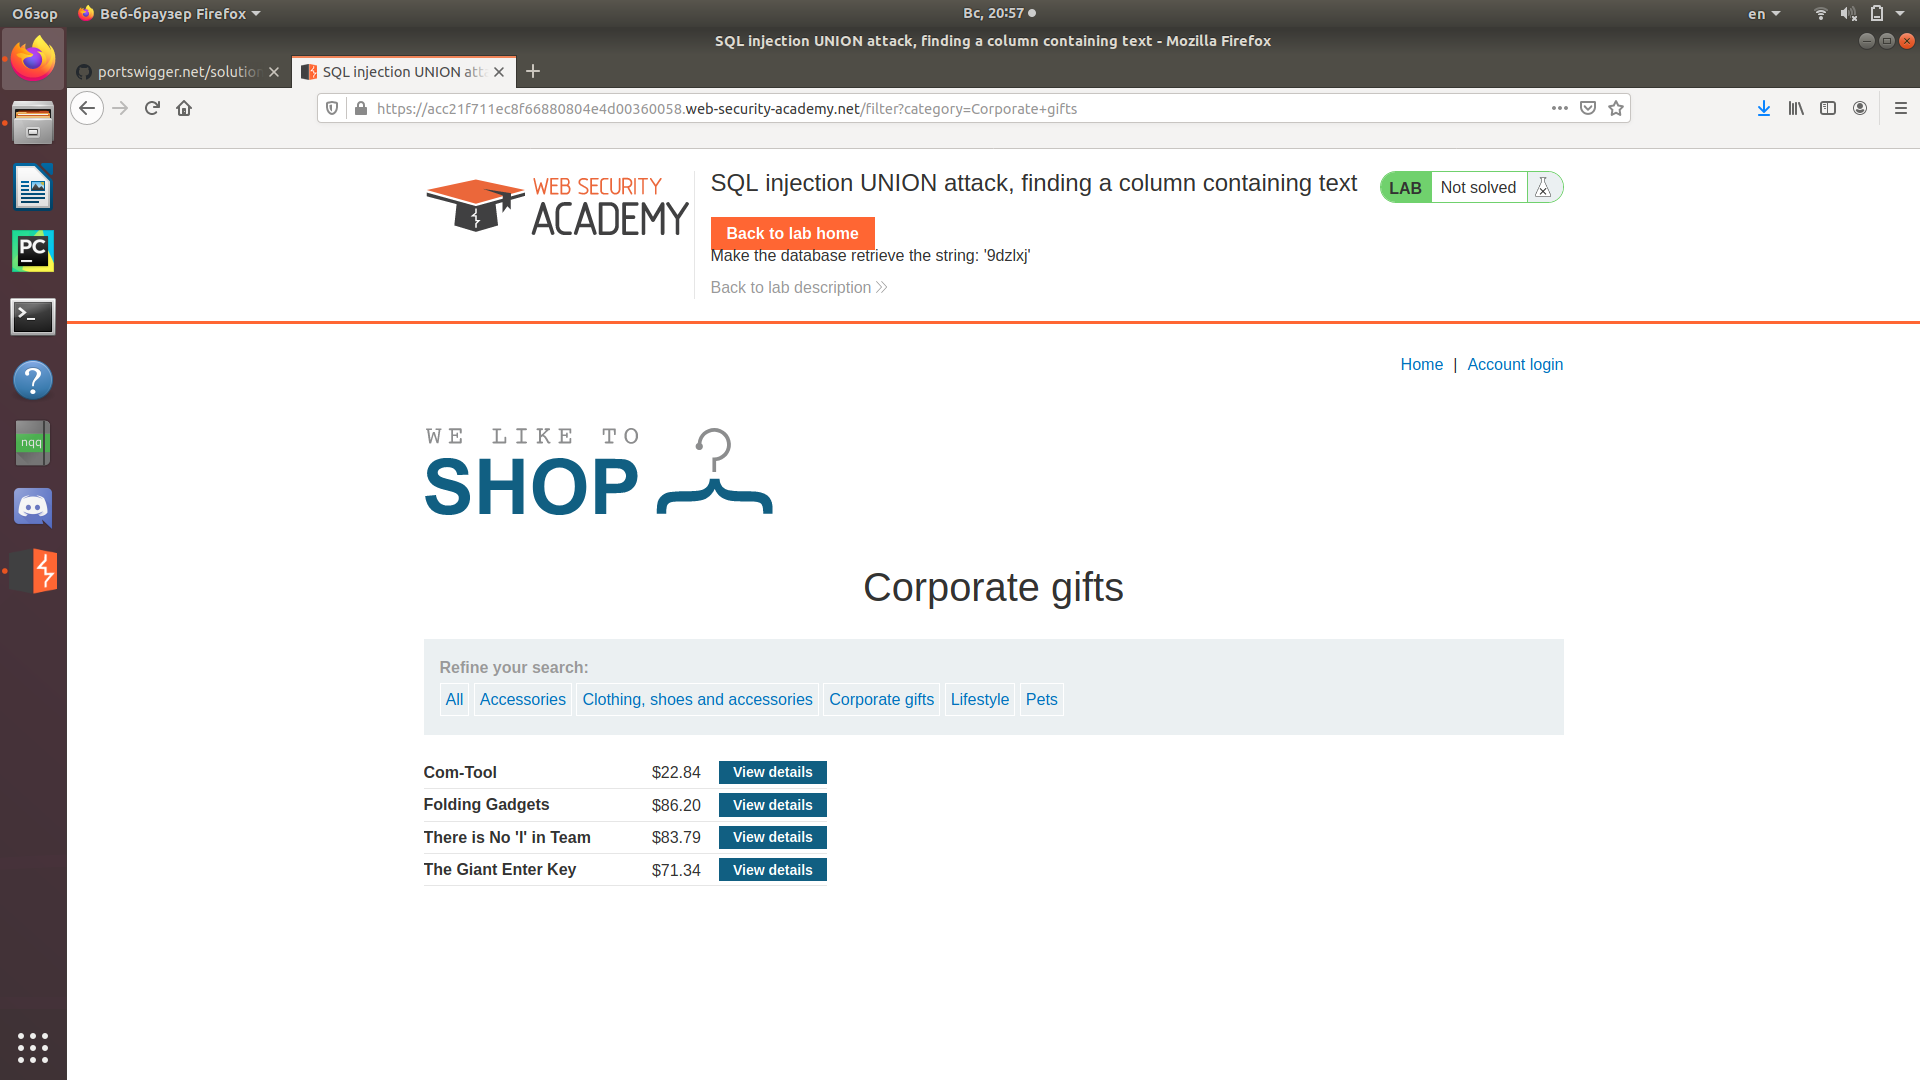 Обзор
Веб-браузер Firefox
Вс, 20:57
en
SQL injection UNION attack, finding a column containing text - Mozilla Firefox
portswigger.net/solution
SQL injection UNION atta
https://acc21f711ec8f66880804e4d00360058.web-security-academy.net/filter?category=Corporate+gifts
WEB SECURITY
ACADEMY
SQL injection UNION attack, finding a column containing text
LAB Not solved
Back to lab home
Make the database retrieve the string: '9dzlxj'
Back to lab description
Home | Account login
WE LIKE TO
SHOP
Corporate gifts
Refine your search:
All Accessories Clothing, shoes and accessories Corporate gifts Lifestyle Pets
Com-Tool $22.84 View details
Folding Gadgets $86.20 View details
There is No 'I' in Team $83.79 View details
The Giant Enter Key $71.34 View details
PC
nqq